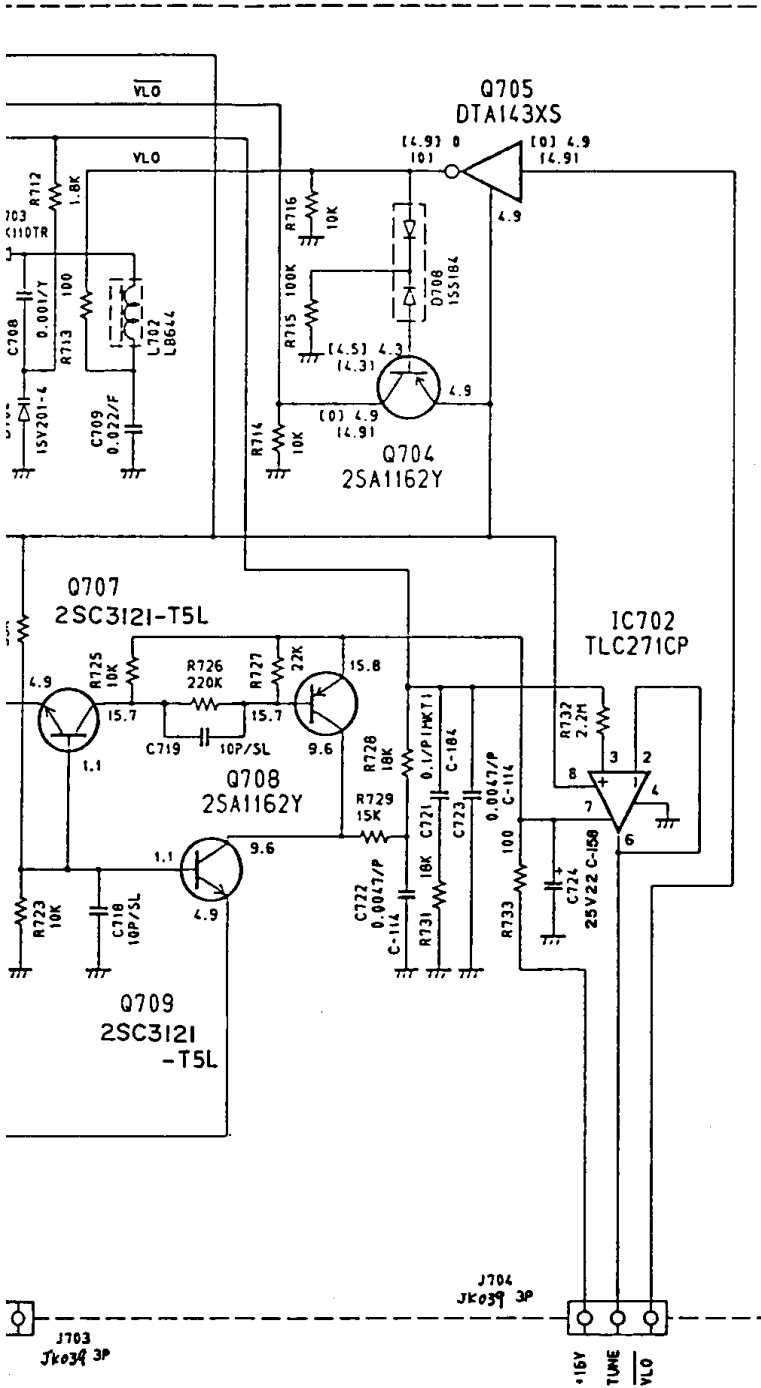 VLO
Q705
DTA143XS
[4.9] 0
(0)
[0] 4.9
(4.9)
4.9
VLO
R712
1.8K
R716
10K
D708
1SS184
100K
R715
703
K110TR
C708
0.001/Y
R713
100
L702
LB644
[4.5] 4.3
(4.3)
4.9
[0] 4.9
(4.9)
Q704
2SA1162Y
1SV201-4
C709
0.022/F
R714
10K
Q707
2SC3121-T5L
IC702
TLC271CP
R725
10K
R726
220K
R727
22K
15.8
4.9
15.7
C719
10P/SL
15.7
9.6
1.1
Q708
2SA1162Y
R728
18K
R729
15K
0.1/P(MKT)
C-184
C721
C723
0.0047/P
C-114
R732
2.2M
3
2
8
7
4
6
1.1
9.6
4.9
R723
10K
C718
10P/SL
C722
0.0047/P
C-114
18K
R731
100
R733
C724
25V22 C-158
Q709
2SC3121
-T5L
J703
JK039 3P
J704
JK039 3P
TUNE
VLO